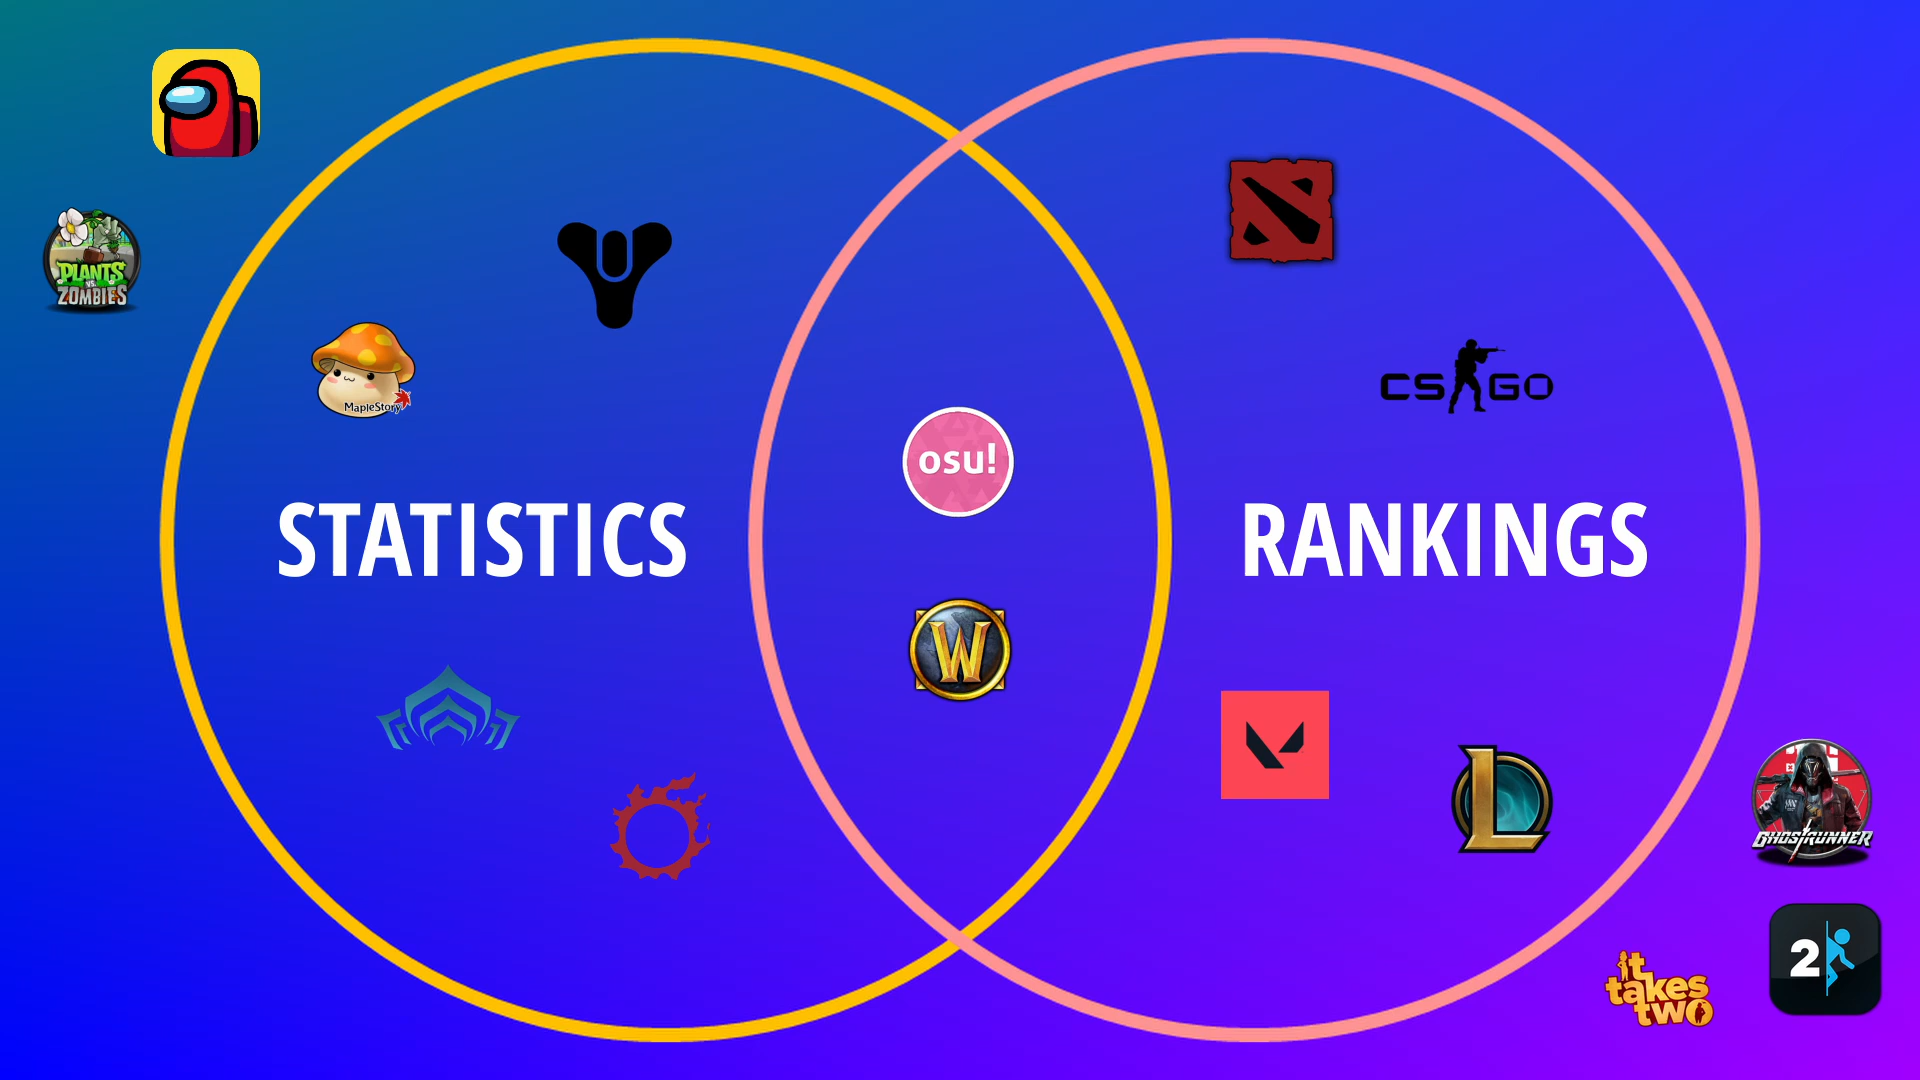 PLANTS
VS.
ZOMBIES
MapleStory
CS GO
osu!
STATISTICS
RANKINGS
W
L
GHOSTRUNNER
2
it
takes
two